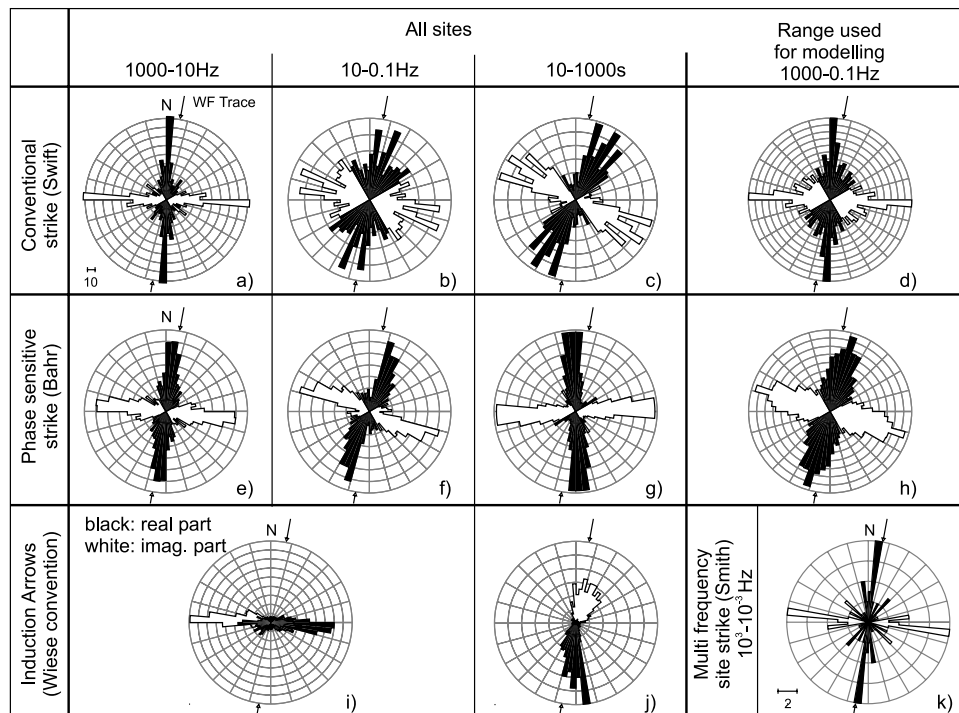 All sites
Range used
for modelling
1000-0.1Hz
1000-10Hz
10-0.1Hz
10-1000s
Conventional
strike (Swift)
N
WF Trace
10
a)
b)
c)
d)
Phase sensitive
strike (Bahr)
N
e)
f)
g)
h)
Induction Arrows
(Wiese convention)
black: real part
white: imag. part
N
i)
j)
Multi frequency
site strike (Smith)
10³-10⁻³ Hz
N
2
k)